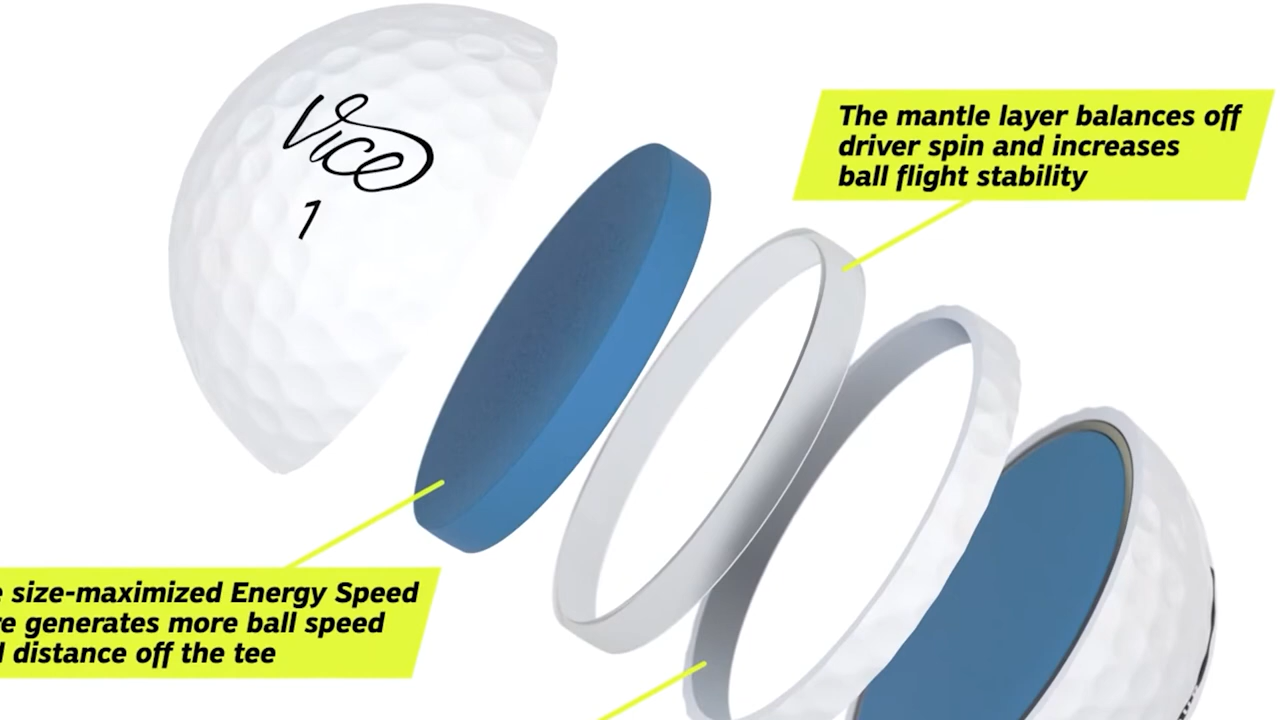 Vice
1
The mantle layer balances off
driver spin and increases
ball flight stability
size-maximized Energy Speed
generates more ball speed
distance off the tee